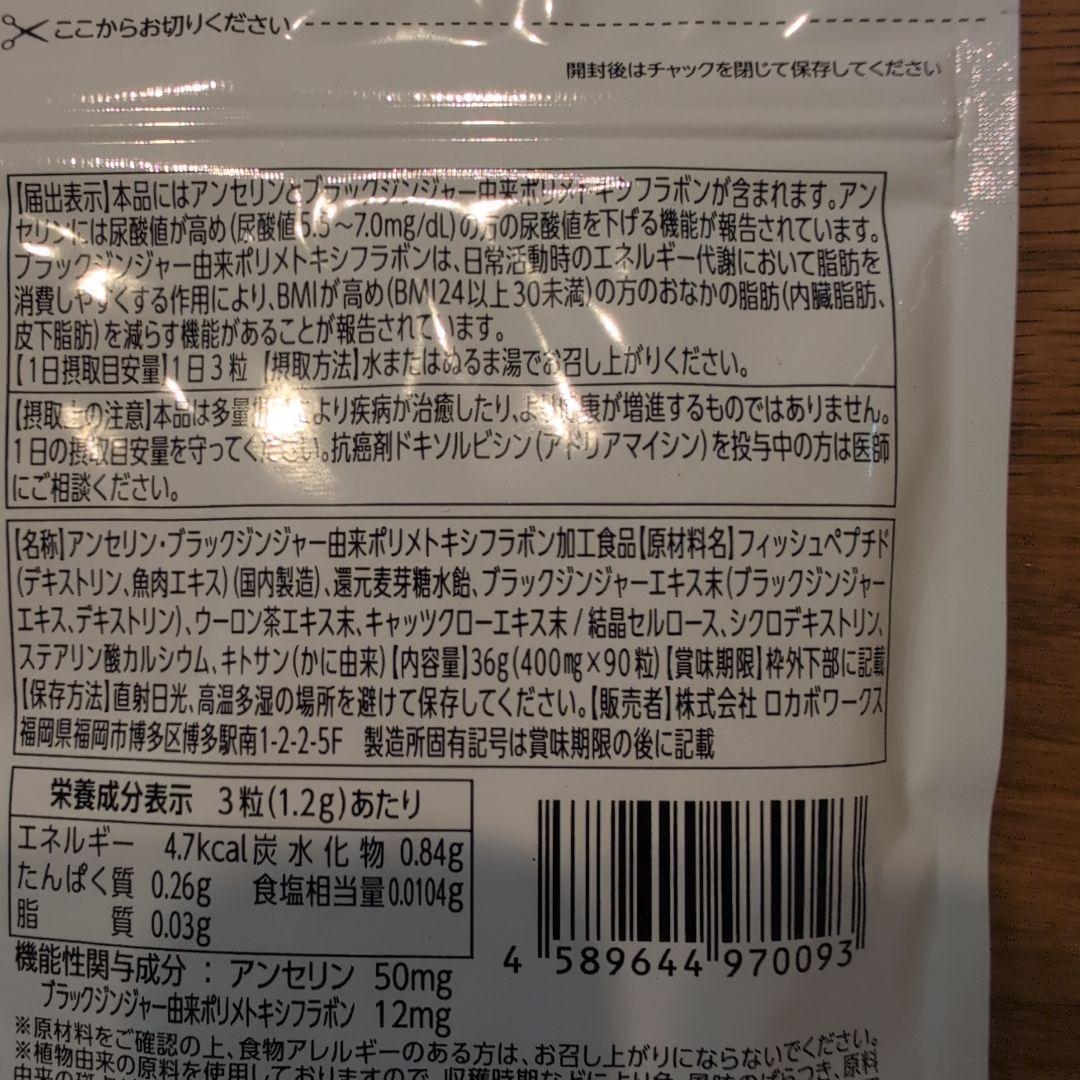 ここからお切りください
開封後はチャックを閉じて保存してください
【届出表示】本品にはアンセリンとブラックジンジャー由来ポリメトキシフラボンが含まれます。アン
セリンには尿酸値が高め(尿酸値5.5〜7.0mg/dL)の方の尿酸値を下げる機能が報告されています。
ブラックジンジャー由来ポリメトキシフラボンは、日常活動時のエネルギー代謝において脂肪を
消費しやすくする作用により、BMIが高め(BMI24以上30未満)の方のおなかの脂肪(内臓脂肪、
皮下脂肪)を減らす機能があることが報告されています。
【1日摂取目安量】1日3粒 【摂取方法】水またはぬるま湯でお召し上がりください。
【摂取上の注意】本品は多量摂取により疾病が治癒したり、より健康が増進するものではありません。
1日の摂取目安量を守ってください。抗癌剤ドキソルビシン(アドリアマイシン)を投与中の方は医師
にご相談ください。
【名称】アンセリン・ブラックジンジャー由来ポリメトキシフラボン加工食品【原材料名】フィッシュペプチド
(デキストリン、魚肉エキス)(国内製造)、還元麦芽糖水飴、ブラックジンジャーエキス末(ブラックジンジャー
エキス、デキストリン)、ウーロン茶エキス末、キャッツクローエキス末/結晶セルロース、シクロデキストリン、
ステアリン酸カルシウム、キトサン(かに由来)【内容量】36g(400mg×90粒)【賞味期限】枠外下部に記載
【保存方法】直射日光、高温多湿の場所を避けて保存してください。【販売者】株式会社 ロカボワークス
福岡県福岡市博多区博多駅南1-2-2-5F 製造所固有記号は賞味期限の後に記載
栄養成分表示 3粒(1.2g)あたり
エネルギー 4.7kcal 炭水化物 0.84g
たんぱく質 0.26g 食塩相当量 0.0104g
脂 質 0.03g
4 589644 970093
機能性関与成分 : アンセリン 50mg
ブラックジンジャー由来ポリメトキシフラボン 12mg
※原材料をご確認の上、食物アレルギーのある方は、お召し上がりにならないでください。
※植物由来の原料を使用しておりますので、収穫時期などにより色、風味のばらつき、原料